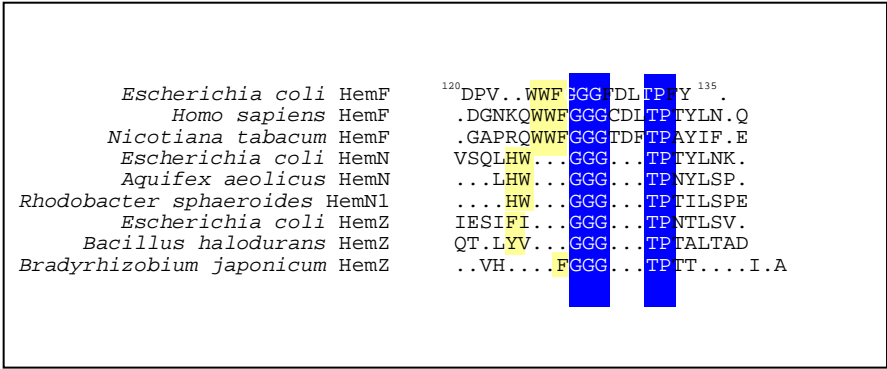 Escherichia coli HemF 120DPV..WWFGGGFDLTPFY 135.
Homo sapiens HemF .DGNKQWWFGGGCDLTPTYLN.Q
Nicotiana tabacum HemF .GAPRQWWFGGGTDFTPAYIF.E
Escherichia coli HemN VSQLHW...GGG...TPTYLNK.
Aquifex aeolicus HemN ...LHW...GGG...TPNYLSP.
Rhodobacter sphaeroides HemN1 ....HW...GGG...TPTILSPE
Escherichia coli HemZ IESIFI...GGG...TPNTLSV.
Bacillus halodurans HemZ QT.LYV...GGG...TPTALTAD
Bradyrhizobium japonicum HemZ ..VH....FGGG...TPTT....I.A